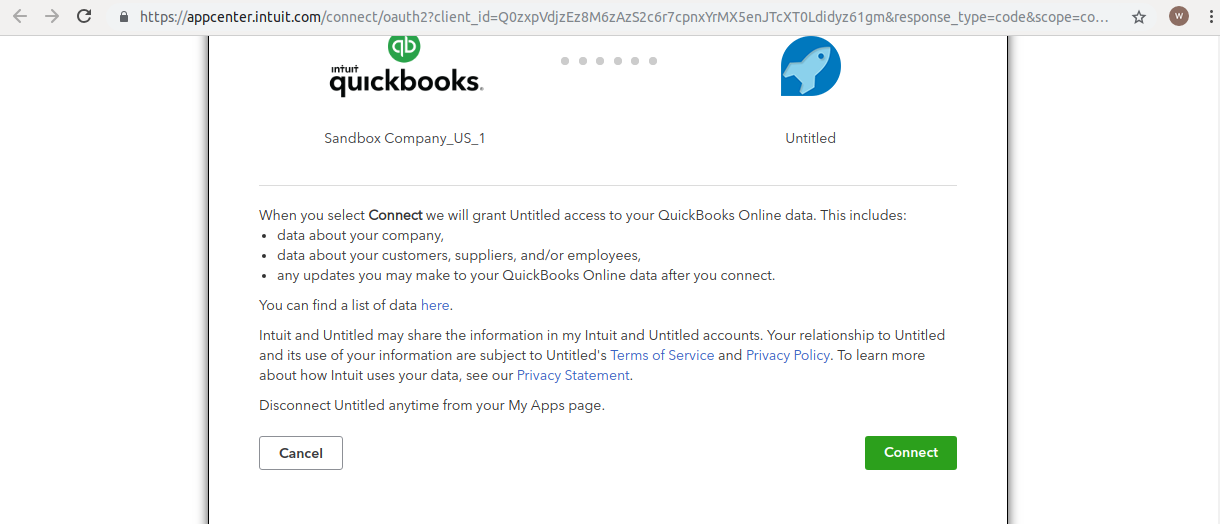 https://appcenter.intuit.com/connect/oauth2?client_id=Q0zxpVdjzEz8M6zAzS2c6r7cpnxYrMX5enJTcXT0Ldidyz61gm&response_type=code&scope=co...
W
qb
intuit
quickbooks.
Sandbox Company_US_1
Untitled
When you select Connect we will grant Untitled access to your QuickBooks Online data. This includes:
• data about your company,
• data about your customers, suppliers, and/or employees,
• any updates you may make to your QuickBooks Online data after you connect.
You can find a list of data here.
Intuit and Untitled may share the information in my Intuit and Untitled accounts. Your relationship to Untitled
and its use of your information are subject to Untitled's Terms of Service and Privacy Policy. To learn more
about how Intuit uses your data, see our Privacy Statement.
Disconnect Untitled anytime from your My Apps page.
Cancel
Connect